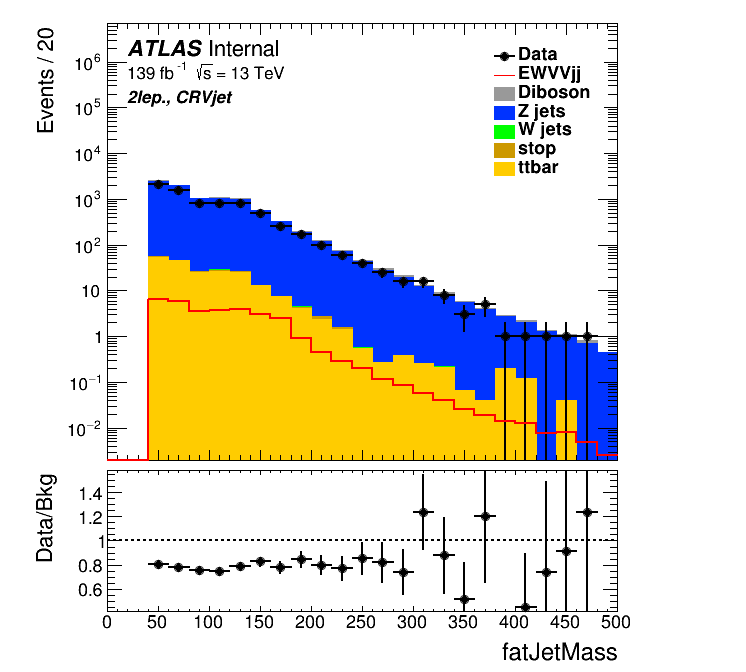 Events / 20
ATLAS Internal
139 fb⁻¹ √s = 13 TeV
2lep., CRVjet
Data
EWVVjj
Diboson
Z jets
W jets
stop
ttbar
10⁶
10⁵
10⁴
10³
10²
10
1
10⁻¹
10⁻²
Data/Bkg
1.4
1.2
1
0.8
0.6
0 50 100 150 200 250 300 350 400 450 500
fatJetMass